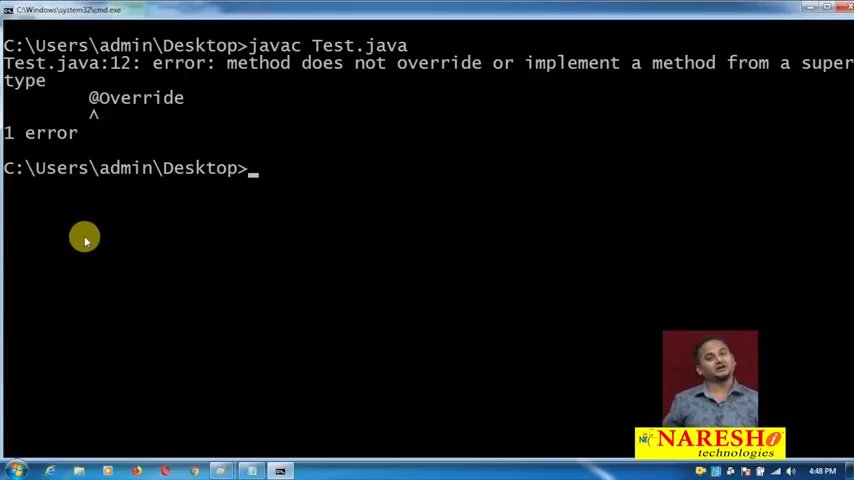 C:\Windows\system32\cmd.exe
C:\Users\admin\Desktop>javac Test.java
Test.java:12: error: method does not override or implement a method from a super
type
@Override
^
1 error
C:\Users\admin\Desktop>_
NARESH i
technologies
4:48 PM